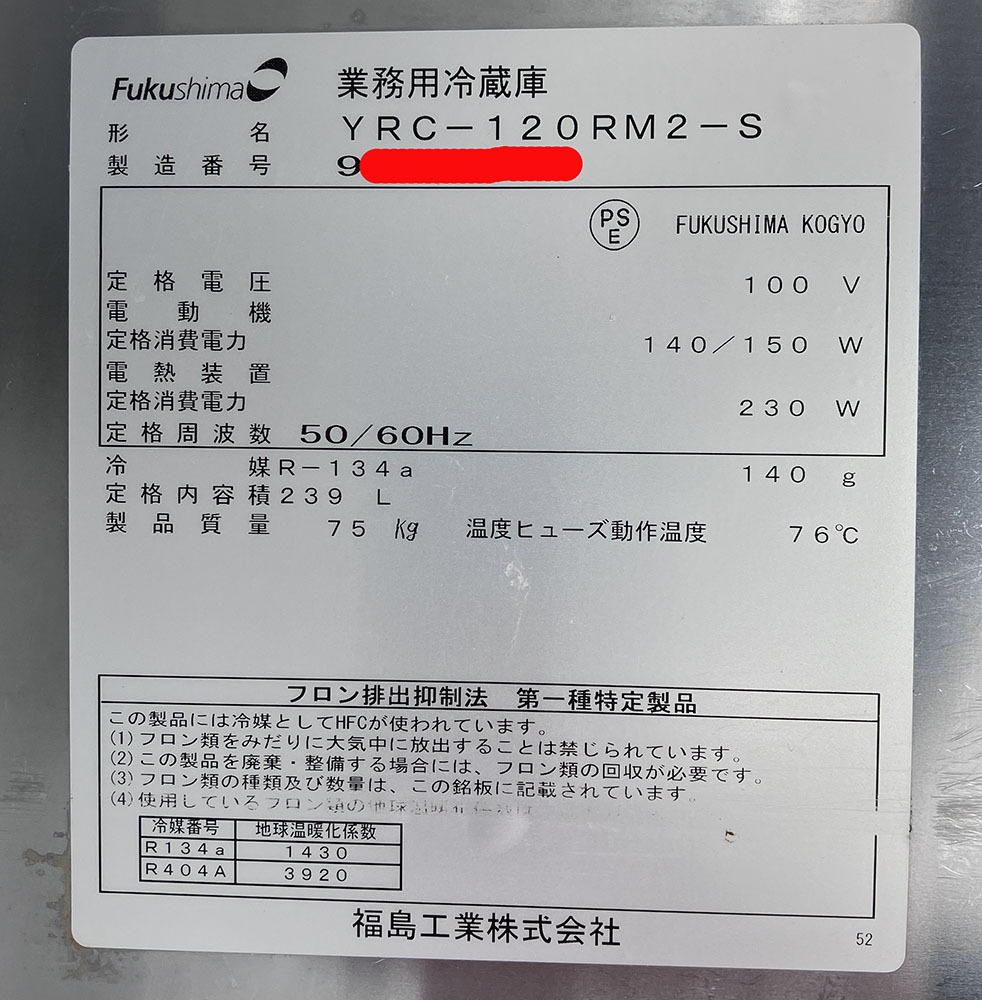 Fukushima 業務用冷蔵庫
形名 YRC-120RM2-S
製造番号 9
PSE FUKUSHIMA KOGYO
定格電圧 100 V
電動機
定格消費電力 140/150 W
電熱装置
定格消費電力 230 W
定格周波数 50/60Hz
冷媒 R-134a 140 g
定格内容積 239 L
製品質量 75 Kg 温度ヒューズ動作温度 76℃
フロン排出抑制法 第一種特定製品
この製品には冷媒としてHFCが使われています。
(1)フロン類をみだりに大気中に放出することは禁じられています。
(2)この製品を廃棄・整備する場合には、フロン類の回収が必要です。
(3)フロン類の種類及び数量は、この銘板に記載されています。
(4)使用しているフロン類の地球温暖化係数は
冷媒番号 地球温暖化係数
R134a 1430
R404A 3920
福島工業株式会社
52